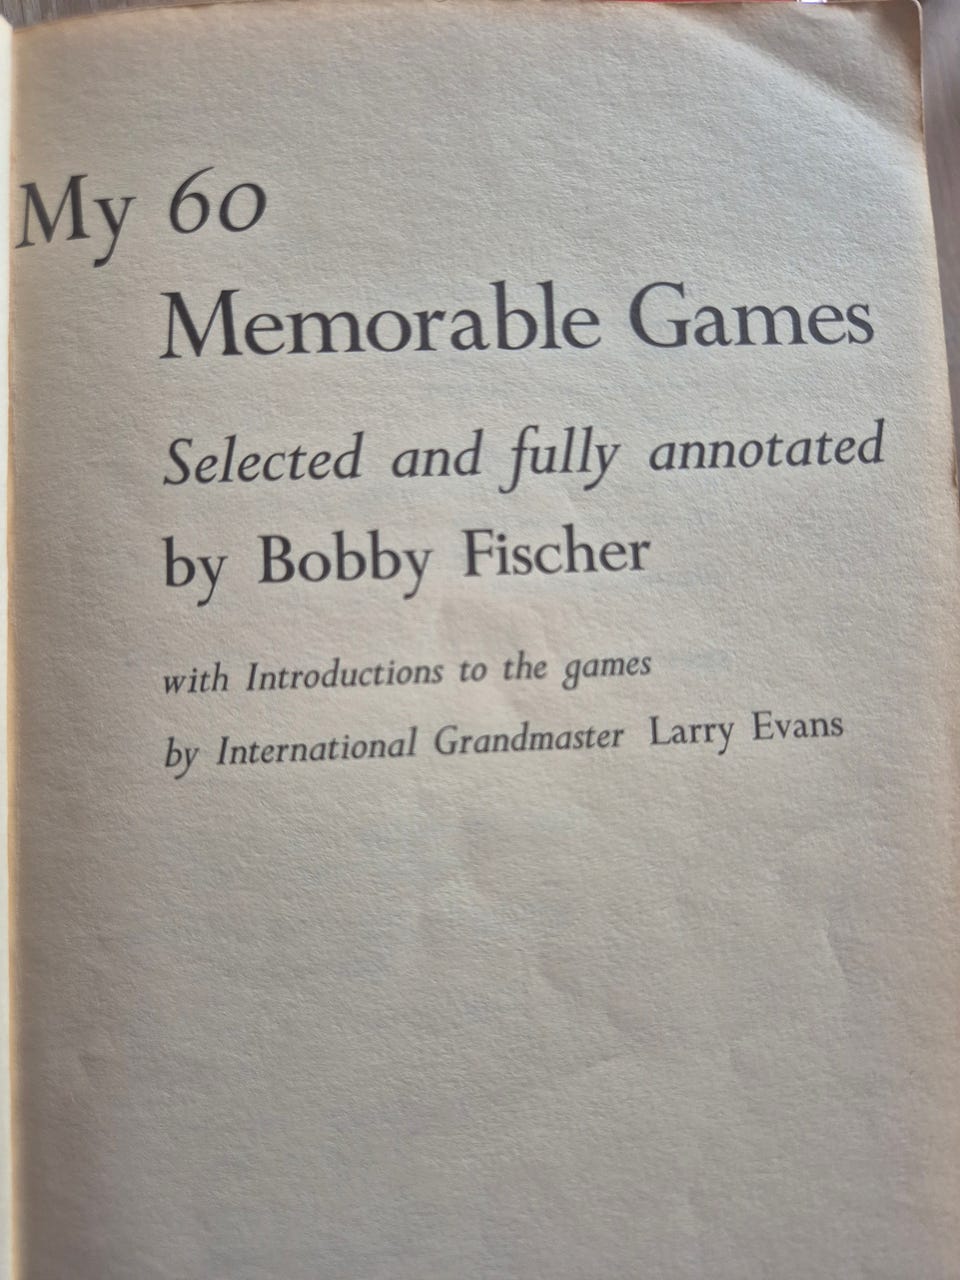 My 60
Memorable Games
Selected and fully annotated
by Bobby Fischer
with Introductions to the games
by International Grandmaster Larry Evans